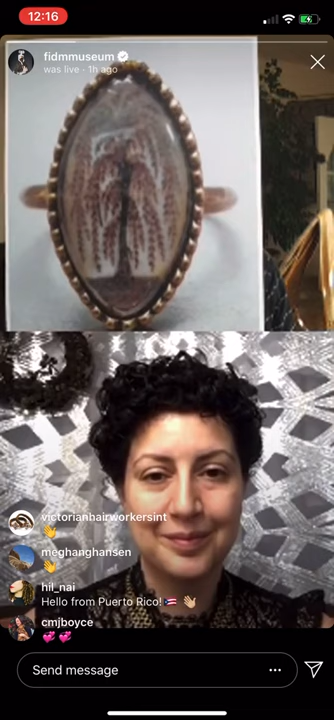 12:16
fidmmuseum
was live · 1h ago
victorianhairworkersint
👋
meghanghansen
👋
hil_nai
Hello from Puerto Rico! 🇵🇷 👋🏼
cmjboyce
💞💞
Send message